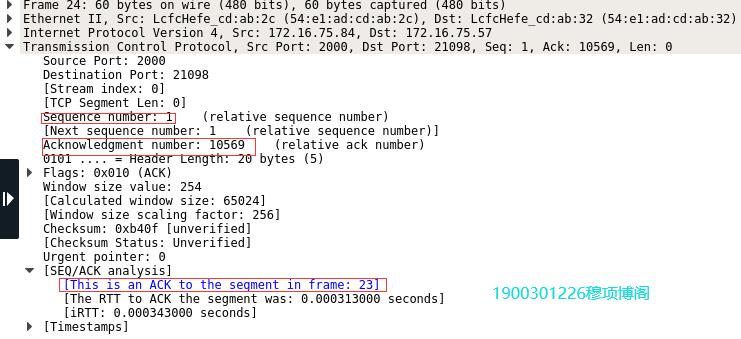 Frame 24: 60 bytes on wire (480 bits), 60 bytes captured (480 bits)
Ethernet II, Src: LcfcHefe_cd:ab:2c (54:e1:ad:cd:ab:2c), Dst: LcfcHefe_cd:ab:32 (54:e1:ad:cd:ab:32)
Internet Protocol Version 4, Src: 172.16.75.84, Dst: 172.16.75.57
Transmission Control Protocol, Src Port: 2000, Dst Port: 21098, Seq: 1, Ack: 10569, Len: 0
Source Port: 2000
Destination Port: 21098
[Stream index: 0]
[TCP Segment Len: 0]
Sequence number: 1 (relative sequence number)
[Next sequence number: 1 (relative sequence number)]
Acknowledgment number: 10569 (relative ack number)
0101 .... = Header Length: 20 bytes (5)
Flags: 0x010 (ACK)
Window size value: 254
[Calculated window size: 65024]
[Window size scaling factor: 256]
Checksum: 0xb40f [unverified]
[Checksum Status: Unverified]
Urgent pointer: 0
[SEQ/ACK analysis]
[This is an ACK to the segment in frame: 23]
[The RTT to ACK the segment was: 0.000313000 seconds]
[iRTT: 0.000343000 seconds]
[Timestamps]
1900301226穆项博阁